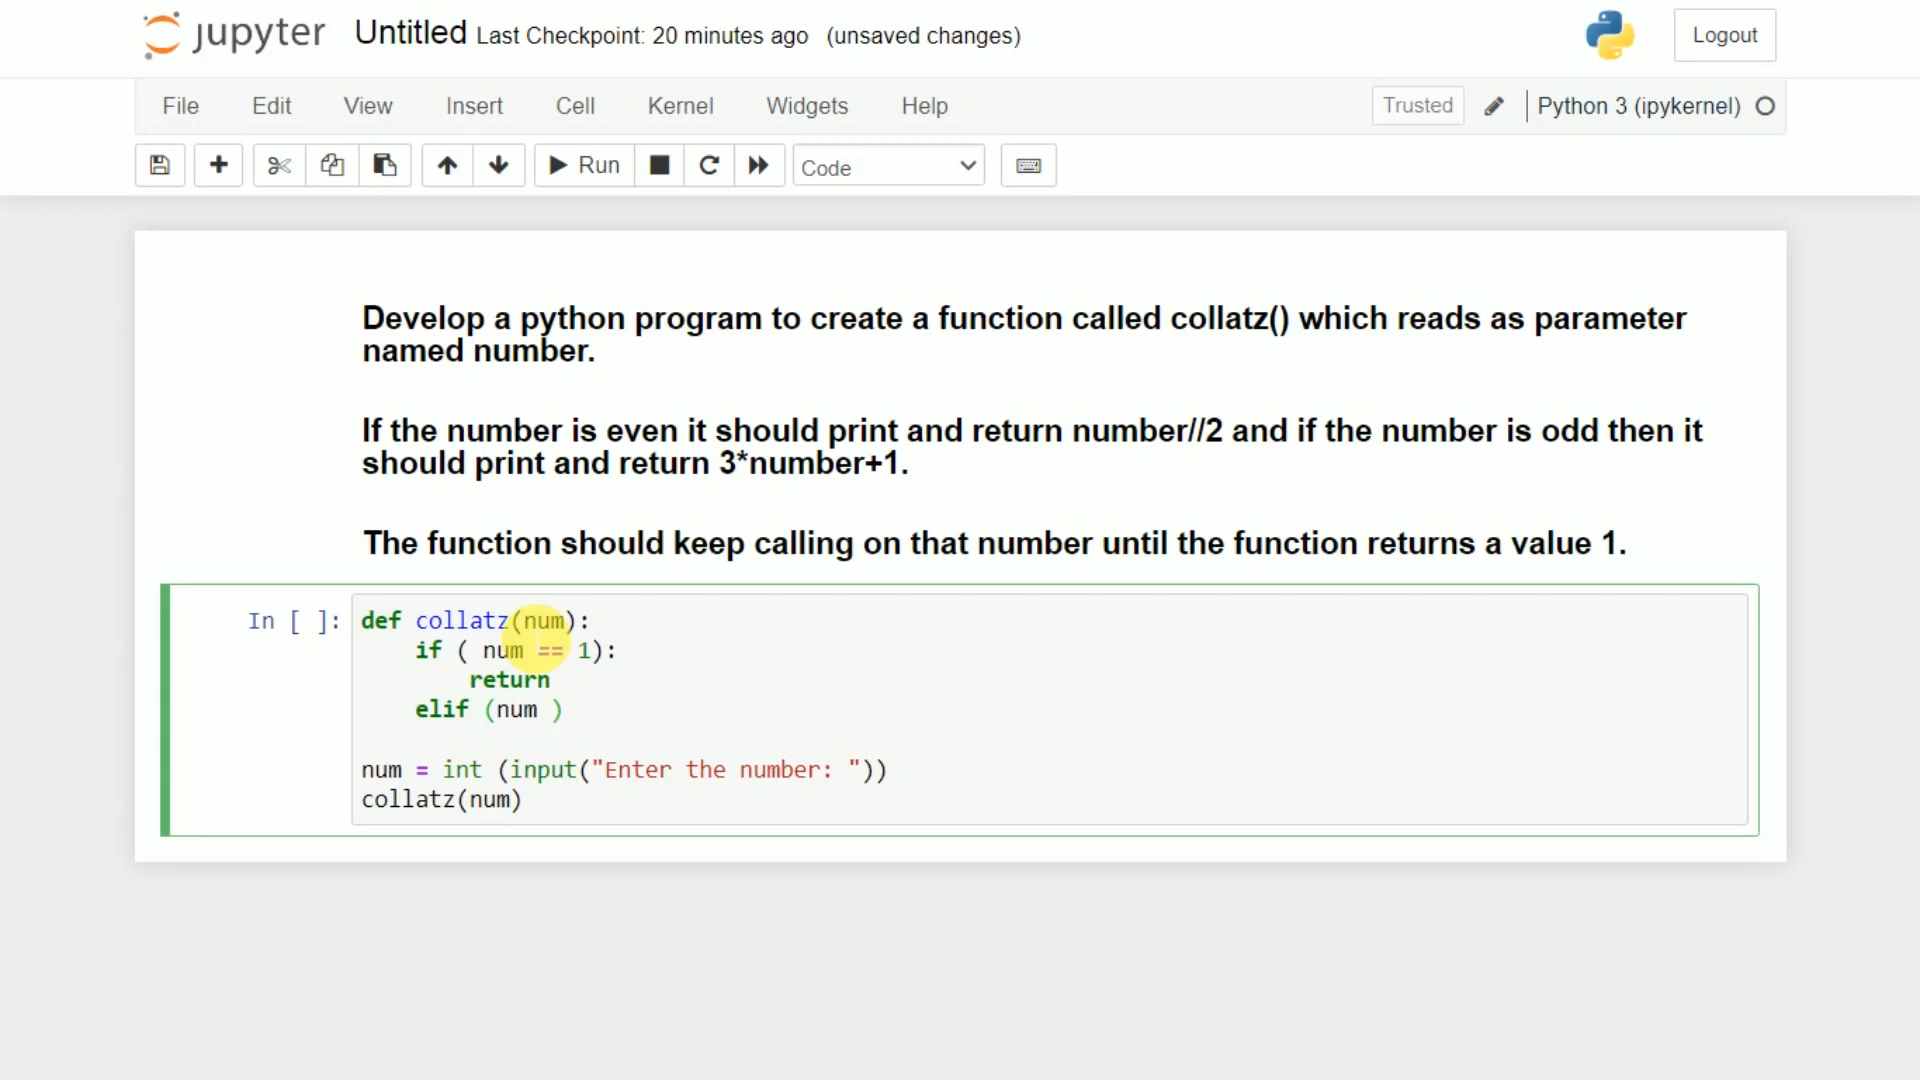 jupyter Untitled Last Checkpoint: 20 minutes ago (unsaved changes) Logout
File Edit View Insert Cell Kernel Widgets Help Trusted Python 3 (ipykernel)
Run Code
Develop a python program to create a function called collatz() which reads as parameter
named number.
If the number is even it should print and return number//2 and if the number is odd then it
should print and return 3*number+1.
The function should keep calling on that number until the function returns a value 1.
In [ ]: def collatz(num):
if ( num == 1):
return
elif (num )
num = int (input("Enter the number: "))
collatz(num)